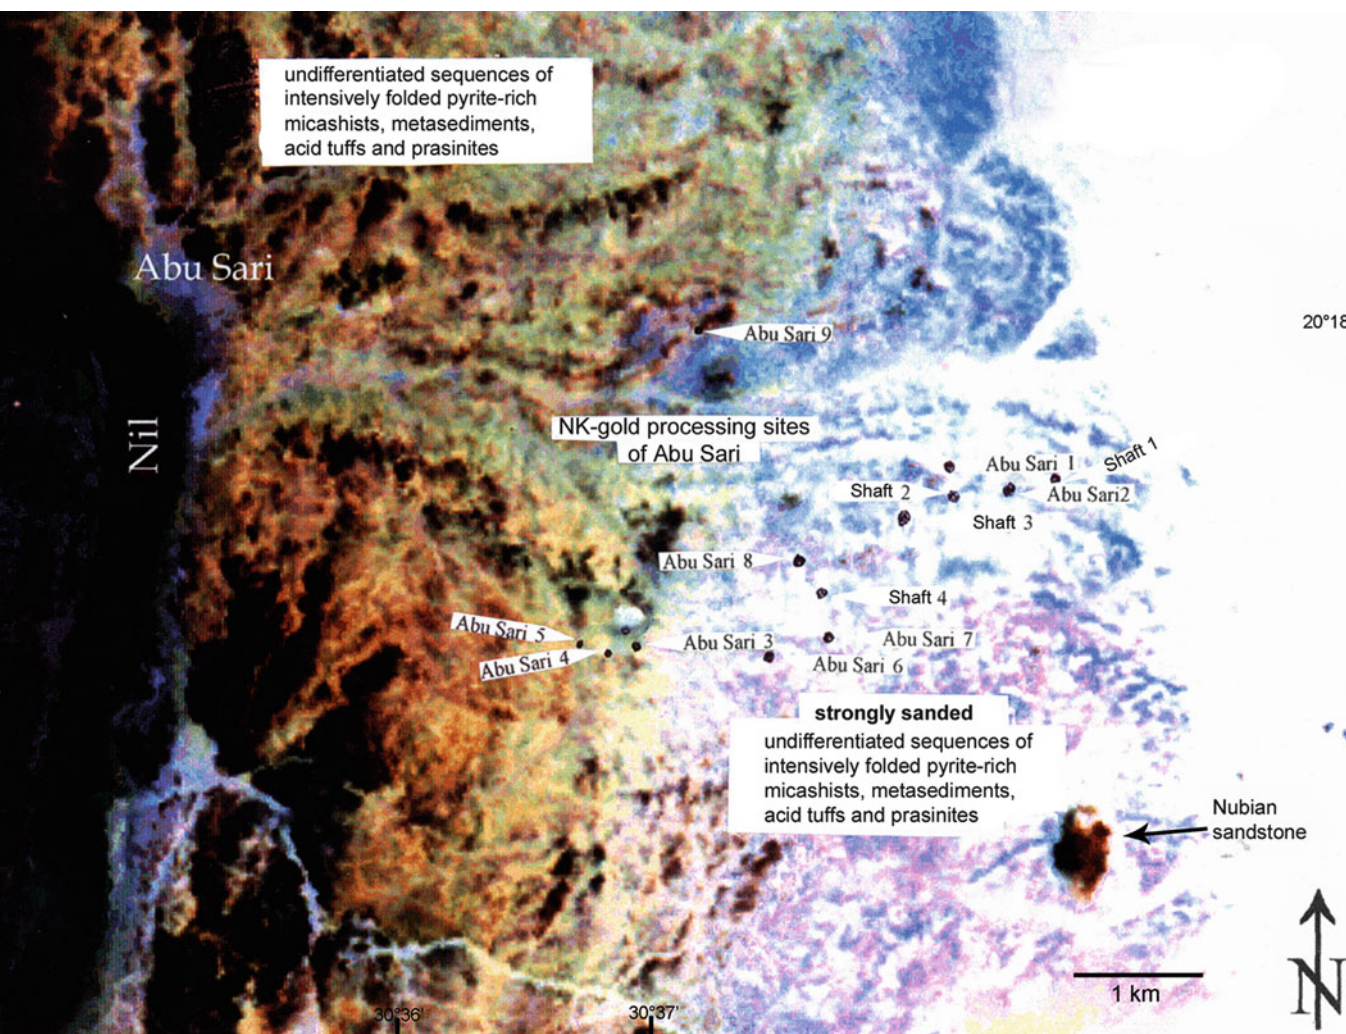 undifferentiated sequences of
intensively folded pyrite-rich
micashists, metasediments,
acid tuffs and prasinites
Abu Sari
20°18
Abu Sari 9
Nil
NK-gold processing sites
of Abu Sari
Shaft 1
Abu Sari 1
Shaft 2
Abu Sari2
Shaft 3
Abu Sari 8
Shaft 4
Abu Sari 5
Abu Sari 3
Abu Sari 7
Abu Sari 4
Abu Sari 6
strongly sanded
undifferentiated sequences of
intensively folded pyrite-rich
micashists, metasediments,
acid tuffs and prasinites
Nubian
sandstone
N
1 km
30°36'
30°37'